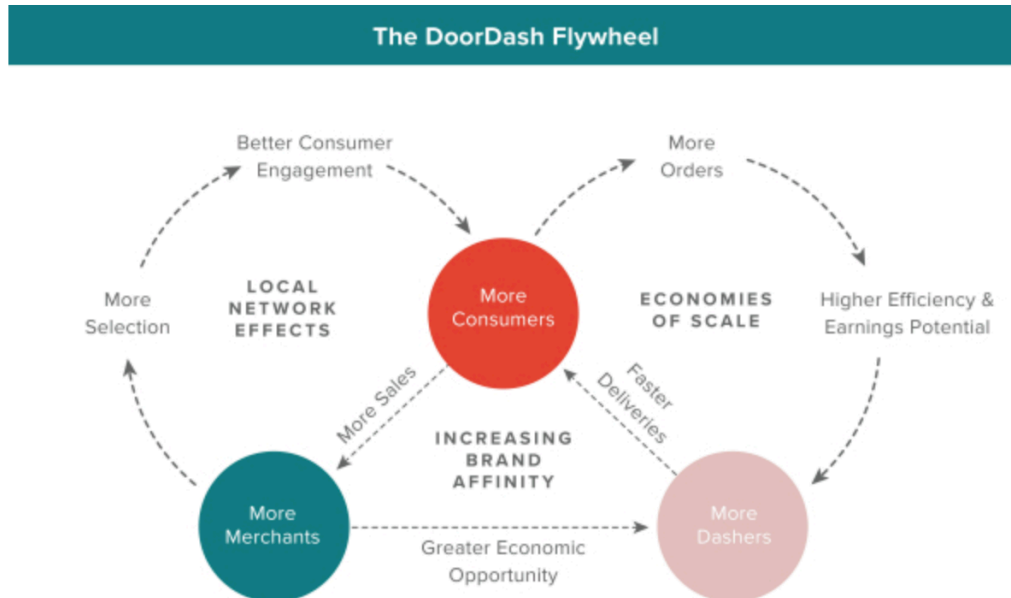 The DoorDash Flywheel
Better Consumer
Engagement
More
Orders
More
Selection
LOCAL
NETWORK
EFFECTS
More
Consumers
ECONOMIES
OF SCALE
Higher Efficiency &
Earnings Potential
More Sales
Faster
Deliveries
INCREASING
BRAND
AFFINITY
More
Merchants
More
Dashers
Greater Economic
Opportunity